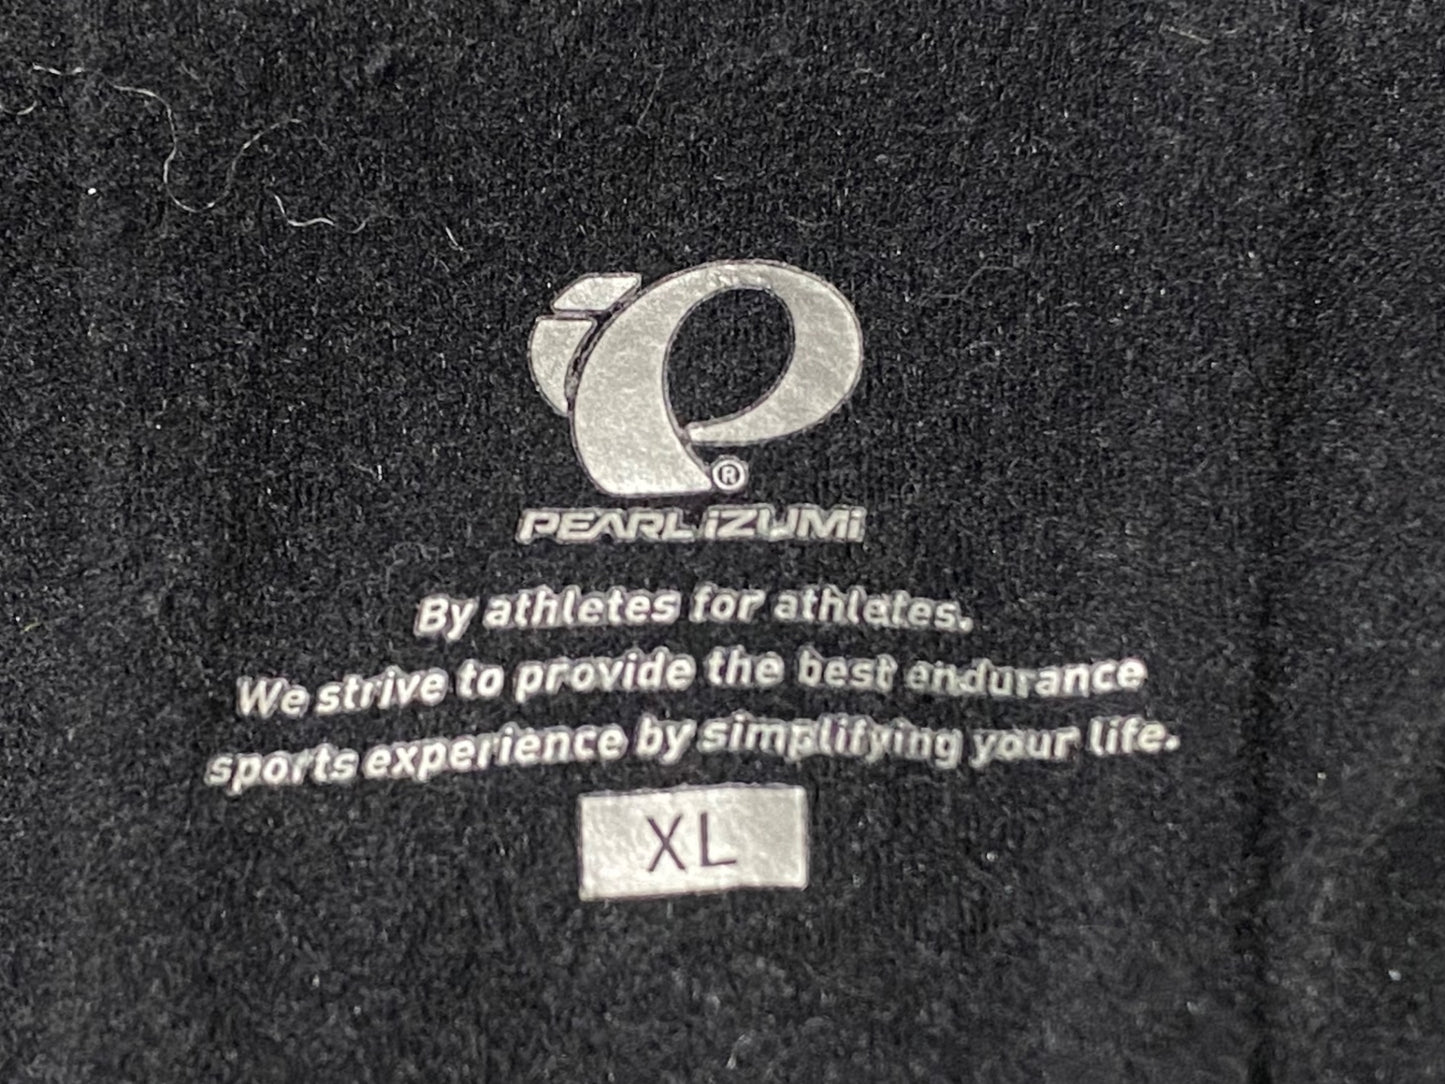 ®
PEARL iZUMi
By athletes for athletes.
We strive to provide the best endurance
sports experience by simplifying your life.
XL